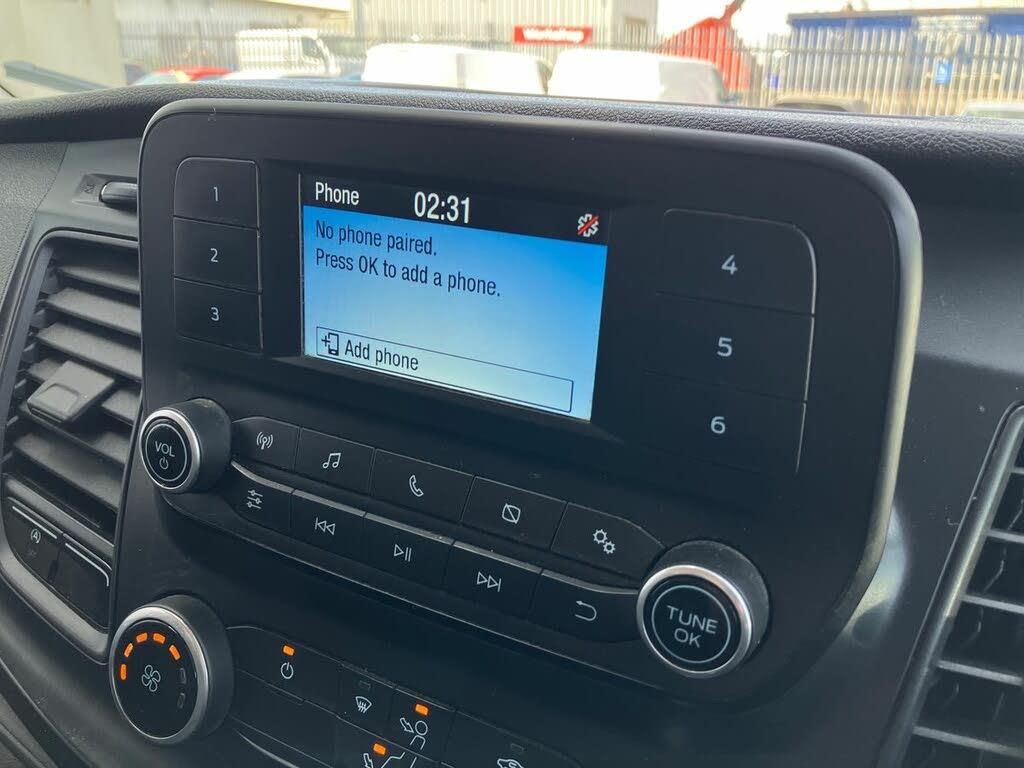 Workshop
Phone 02:31
No phone paired.
Press OK to add a phone.
Add phone
1
2
3
4
5
6
VOL
TUNE
OK